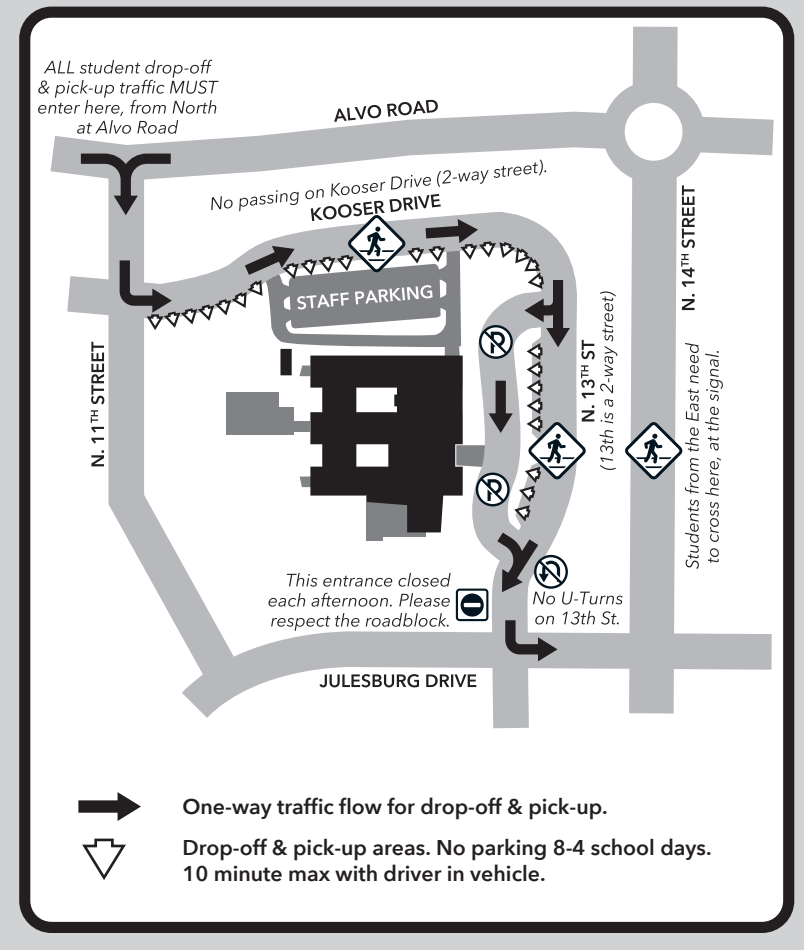 ALL student drop-off
& pick-up traffic MUST
enter here, from North
at Alvo Road
ALVO ROAD
No passing on Kooser Drive (2-way street).
KOOSER DRIVE
STAFF PARKING
N. 14TH STREET
N. 13TH ST
(13th is a 2-way street)
N. 11TH STREET
P
Students from the East need
to cross here, at the signal.
P
This entrance closed
each afternoon. Please
respect the roadblock.
No U-Turns
on 13th St.
JULESBURG DRIVE
One-way traffic flow for drop-off & pick-up.
Drop-off & pick-up areas. No parking 8-4 school days.
10 minute max with driver in vehicle.